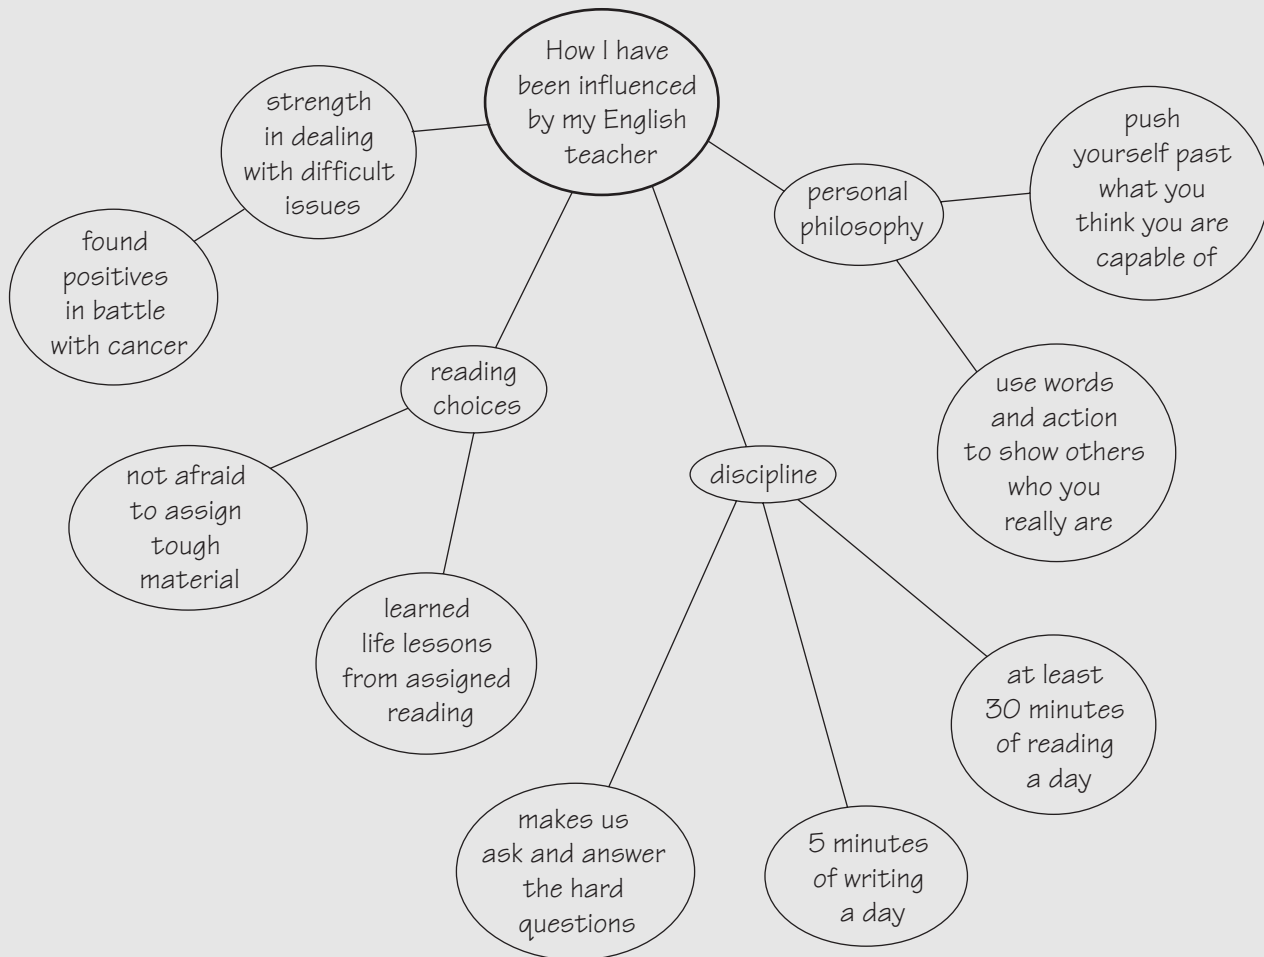 How I have
been influenced
by my English
teacher
strength
in dealing
with difficult
issues
found
positives
in battle
with cancer
reading
choices
not afraid
to assign
tough
material
learned
life lessons
from assigned
reading
discipline
makes us
ask and answer
the hard
questions
5 minutes
of writing
a day
at least
30 minutes
of reading
a day
personal
philosophy
push
yourself past
what you
think you are
capable of
use words
and action
to show others
who you
really are